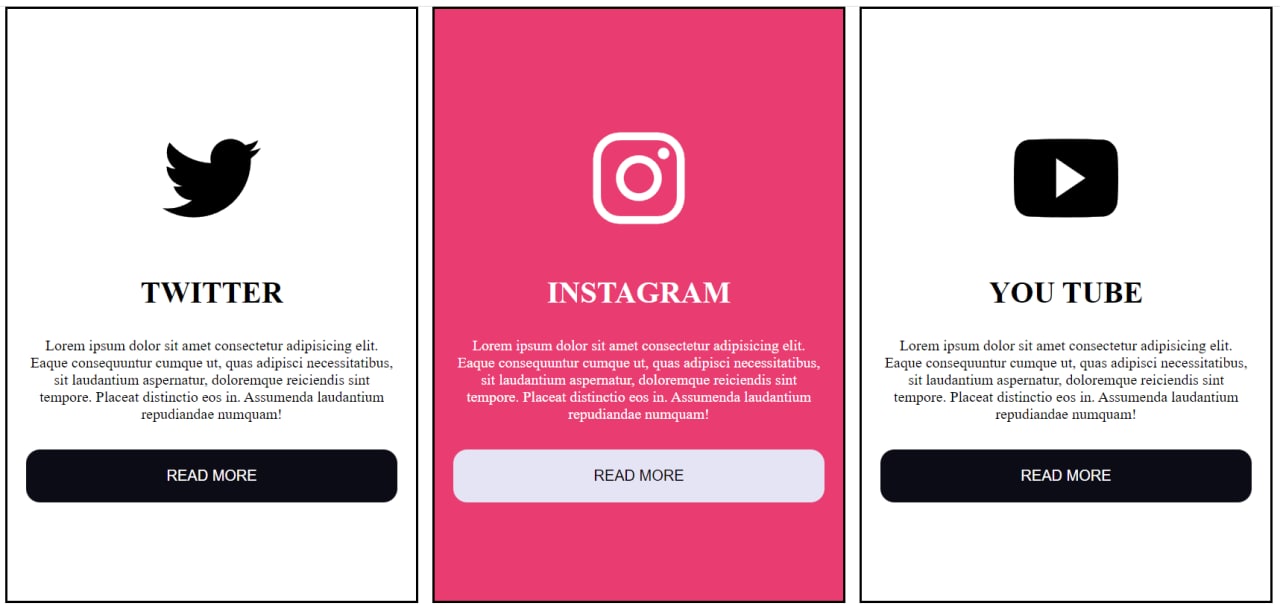 TWITTER
Lorem ipsum dolor sit amet consectetur adipisicing elit.
Eaque consequuntur cumque ut, quas adipisci necessitatibus,
sit laudantium aspernatur, doloremque reiciendis sint
tempore. Placeat distinctio eos in. Assumenda laudantium
repudiandae numquam!
READ MORE
INSTAGRAM
Lorem ipsum dolor sit amet consectetur adipisicing elit.
Eaque consequuntur cumque ut, quas adipisci necessitatibus,
sit laudantium aspernatur, doloremque reiciendis sint
tempore. Placeat distinctio eos in. Assumenda laudantium
repudiandae numquam!
READ MORE
YOU TUBE
Lorem ipsum dolor sit amet consectetur adipisicing elit.
Eaque consequuntur cumque ut, quas adipisci necessitatibus,
sit laudantium aspernatur, doloremque reiciendis sint
tempore. Placeat distinctio eos in. Assumenda laudantium
repudiandae numquam!
READ MORE